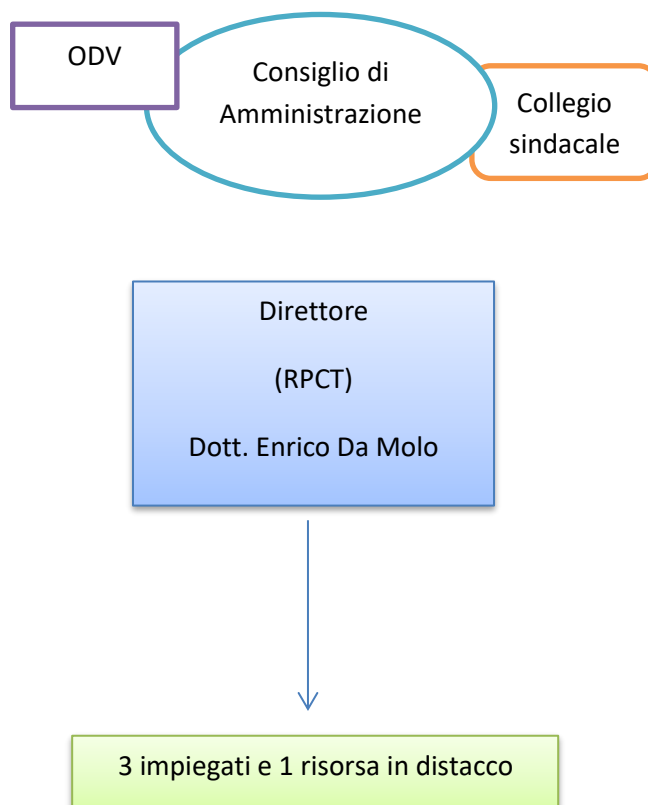 ODV
Consiglio di
Amministrazione
Collegio
sindacale
Direttore
(RPCT)
Dott. Enrico Da Molo
3 impiegati e 1 risorsa in distacco